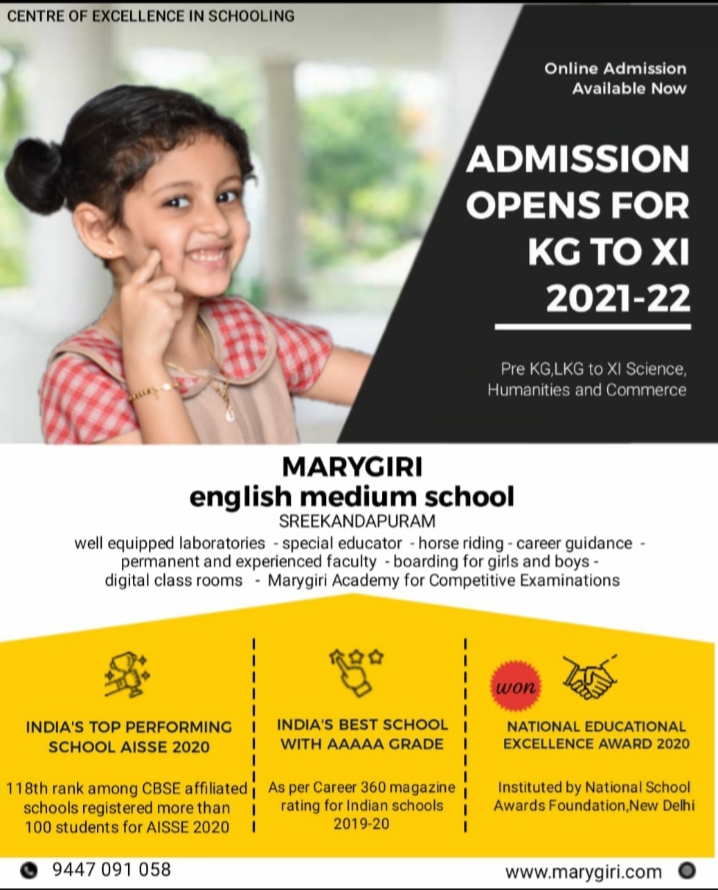 CENTRE OF EXCELLENCE IN SCHOOLING
Online Admission
Available Now
ADMISSION
OPENS FOR
KG TO XI
2021-22
Pre KG,LKG to XI Science,
Humanities and Commerce
MARYGIRI
english medium school
SREEKANDAPURAM
well equipped laboratories - special educator - horse riding - career guidance -
permanent and experienced faculty - boarding for girls and boys -
digital class rooms - Marygiri Academy for Competitive Examinations
INDIA'S TOP PERFORMING
SCHOOL AISSE 2020
118th rank among CBSE affiliated
schools registered more than
100 students for AISSE 2020
INDIA'S BEST SCHOOL
WITH AAAAA GRADE
As per Career 360 magazine
rating for Indian schools
2019-20
won
NATIONAL EDUCATIONAL
EXCELLENCE AWARD 2020
Instituted by National School
Awards Foundation,New Delhi
9447 091 058
www.marygiri.com